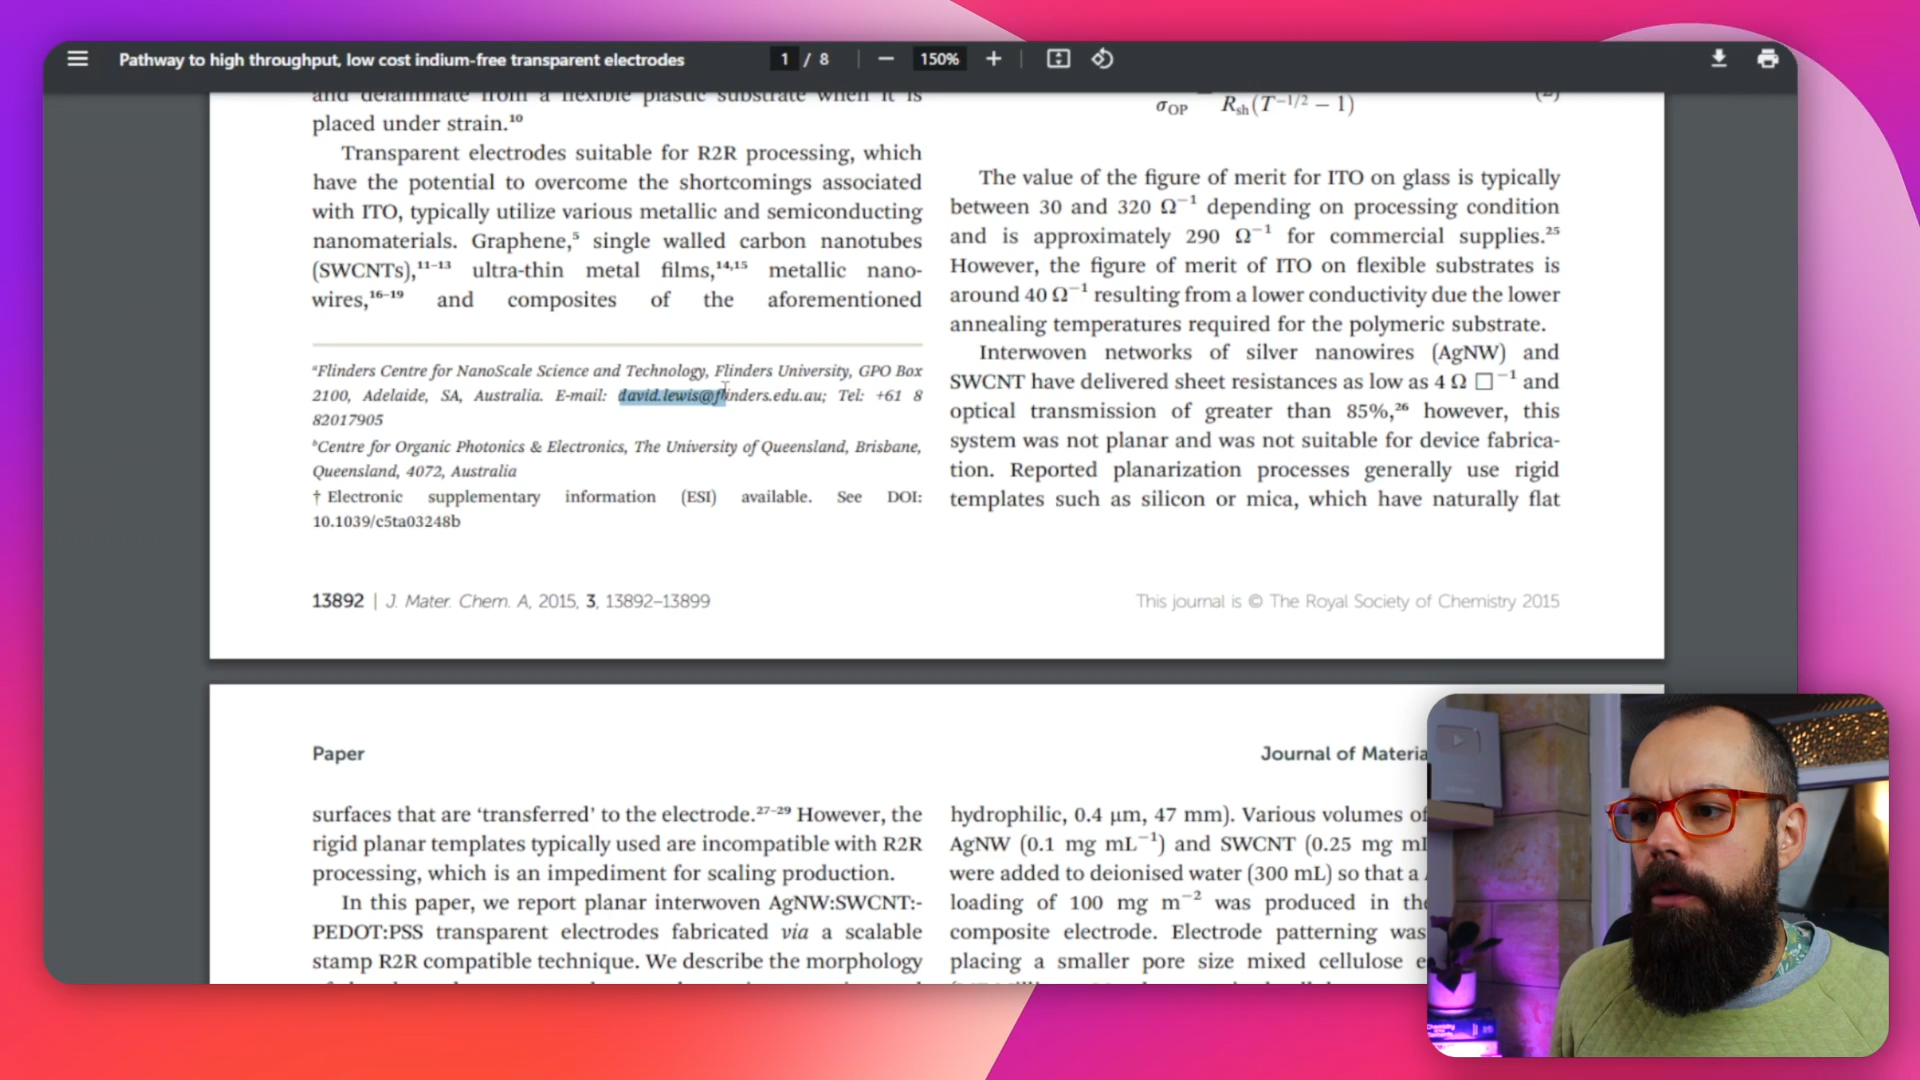 Pathway to high throughput, low cost indium-free transparent electrodes
1 / 8
150%
and delaminate from a flexible plastic substrate when it is
placed under strain.¹⁰
Transparent electrodes suitable for R2R processing, which
have the potential to overcome the shortcomings associated
with ITO, typically utilize various metallic and semiconducting
nanomaterials. Graphene,⁵ single walled carbon nanotubes
(SWCNTs),¹¹⁻¹³ ultra-thin metal films,¹⁴,¹⁵ metallic nano-
wires,¹⁶⁻¹⁹ and composites of the aforementioned
ᵃFlinders Centre for NanoScale Science and Technology, Flinders University, GPO Box
2100, Adelaide, SA, Australia. E-mail: david.lewis@flinders.edu.au; Tel: +61 8
82017905
ᵇCentre for Organic Photonics & Electronics, The University of Queensland, Brisbane,
Queensland, 4072, Australia
† Electronic supplementary information (ESI) available. See DOI:
10.1039/c5ta03248b
σOP Rsh(T⁻¹/² − 1) (2)
The value of the figure of merit for ITO on glass is typically
between 30 and 320 Ω⁻¹ depending on processing condition
and is approximately 290 Ω⁻¹ for commercial supplies.²⁵
However, the figure of merit of ITO on flexible substrates is
around 40 Ω⁻¹ resulting from a lower conductivity due the lower
annealing temperatures required for the polymeric substrate.
Interwoven networks of silver nanowires (AgNW) and
SWCNT have delivered sheet resistances as low as 4 Ω □⁻¹ and
optical transmission of greater than 85%,²⁶ however, this
system was not planar and was not suitable for device fabrica-
tion. Reported planarization processes generally use rigid
templates such as silicon or mica, which have naturally flat
13892 | J. Mater. Chem. A, 2015, 3, 13892–13899
This journal is © The Royal Society of Chemistry 2015
Paper
Journal of Materia
surfaces that are ‘transferred’ to the electrode.²⁷⁻²⁹ However, the
rigid planar templates typically used are incompatible with R2R
processing, which is an impediment for scaling production.
In this paper, we report planar interwoven AgNW:SWCNT:-
PEDOT:PSS transparent electrodes fabricated via a scalable
stamp R2R compatible technique. We describe the morphology
hydrophilic, 0.4 μm, 47 mm). Various volumes of
AgNW (0.1 mg mL⁻¹) and SWCNT (0.25 mg
were added to deionised water (300 mL) so that a
loading of 100 mg m⁻² was produced in the
composite electrode. Electrode patterning was
placing a smaller pore size mixed cellulose